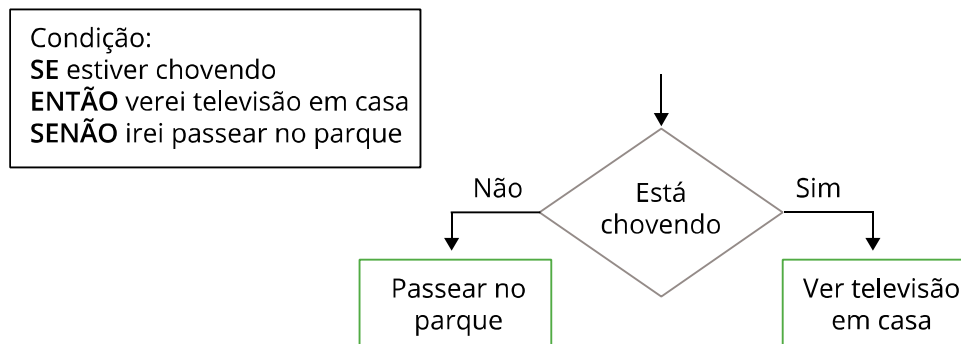 Condição:
SE estiver chovendo
ENTÃO verei televisão em casa
SENÃO irei passear no parque
Não
Está
chovendo
Sim
Passear no
parque
Ver televisão
em casa